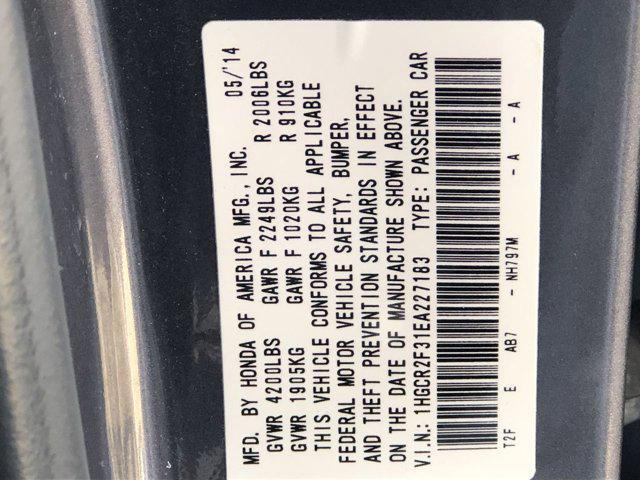 MFD. BY HONDA OF AMERICA MFG., INC. 05/'14
GVWR 4200LBS GAWR F 2249LBS R 2006LBS
GVWR 1905KG GAWR F 1020KG R 910KG
THIS VEHICLE CONFORMS TO ALL APPLICABLE
FEDERAL MOTOR VEHICLE SAFETY, BUMPER,
AND THEFT PREVENTION STANDARDS IN EFFECT
ON THE DATE OF MANUFACTURE SHOWN ABOVE.
V.I.N.: 1HGCR2F31EA227183 TYPE: PASSENGER CAR
T2F E AB7 - NH797M - A - A